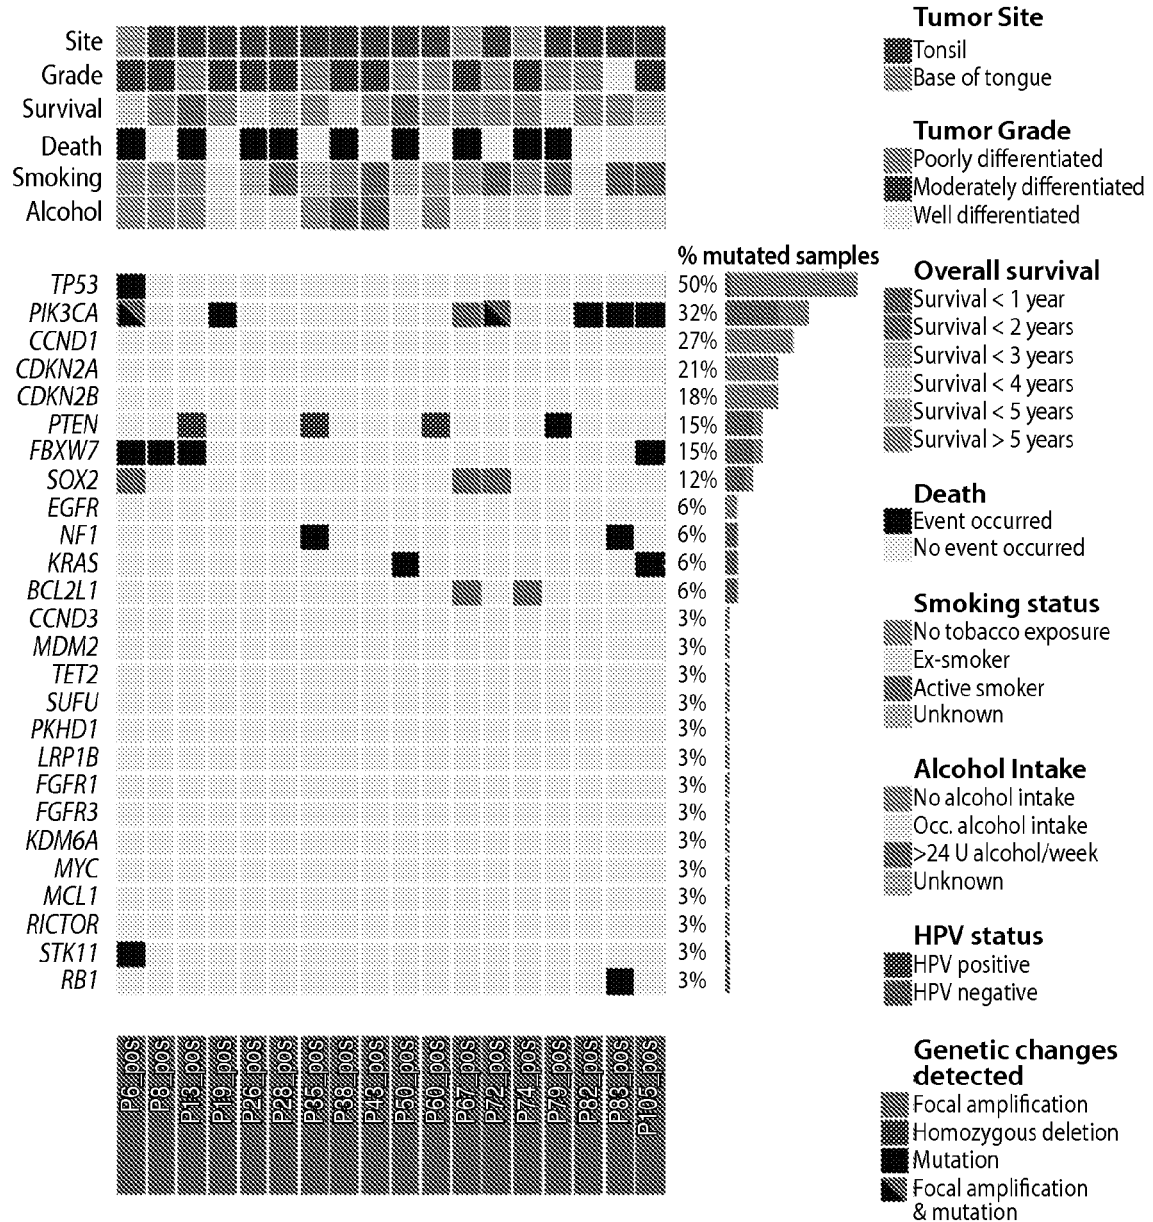 Site
Grade
Survival
Death
Smoking
Alcohol
% mutated samples
TP53 50%
PIK3CA 32%
CCND1 27%
CDKN2A 21%
CDKN2B 18%
PTEN 15%
FBXW7 15%
SOX2 12%
EGFR 6%
NF1 6%
KRAS 6%
BCL2L1 6%
CCND3 3%
MDM2 3%
TET2 3%
SUFU 3%
PKHD1 3%
LRP1B 3%
FGFR1 3%
FGFR3 3%
KDM6A 3%
MYC 3%
MCL1 3%
RICTOR 3%
STK11 3%
RB1 3%
P6_pos
P8_pos
P13_pos
P19_pos
P26_pos
P28_pos
P35_pos
P38_pos
P43_pos
P50_pos
P60_pos
P67_pos
P72_pos
P74_pos
P79_pos
P82_pos
P83_pos
P105_pos
Tumor Site
Tonsil
Base of tongue
Tumor Grade
Poorly differentiated
Moderately differentiated
Well differentiated
Overall survival
Survival < 1 year
Survival < 2 years
Survival < 3 years
Survival < 4 years
Survival < 5 years
Survival > 5 years
Death
Event occurred
No event occurred
Smoking status
No tobacco exposure
Ex-smoker
Active smoker
Unknown
Alcohol Intake
No alcohol intake
Occ. alcohol intake
>24 U alcohol/week
Unknown
HPV status
HPV positive
HPV negative
Genetic changes
detected
Focal amplification
Homozygous deletion
Mutation
Focal amplification
& mutation